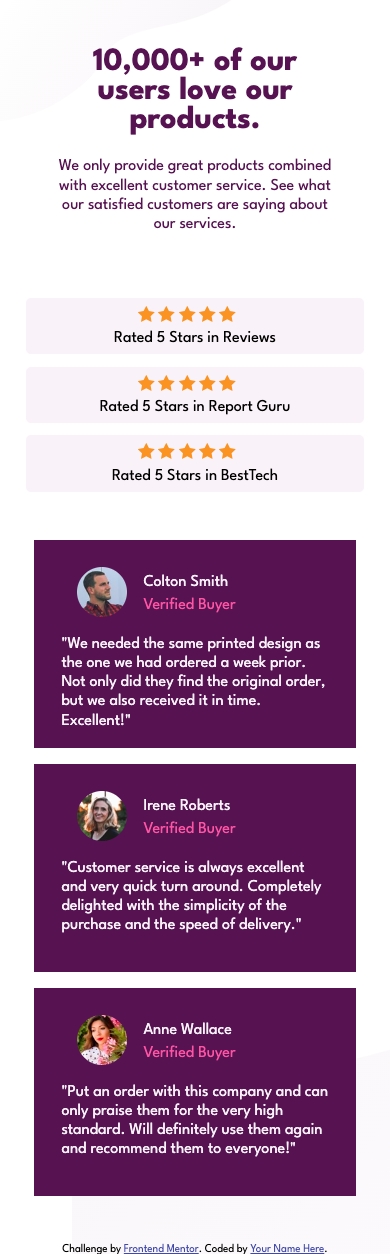 10,000+ of our
users love our
products.
We only provide great products combined
with excellent customer service. See what
our satisfied customers are saying about
our services.
Rated 5 Stars in Reviews
Rated 5 Stars in Report Guru
Rated 5 Stars in BestTech
Colton Smith
Verified Buyer
"We needed the same printed design as
the one we had ordered a week prior.
Not only did they find the original order,
but we also received it in time.
Excellent!"
Irene Roberts
Verified Buyer
"Customer service is always excellent
and very quick turn around. Completely
delighted with the simplicity of the
purchase and the speed of delivery."
Anne Wallace
Verified Buyer
"Put an order with this company and can
only praise them for the very high
standard. Will definitely use them again
and recommend them to everyone!"
Challenge by Frontend Mentor. Coded by Your Name Here.